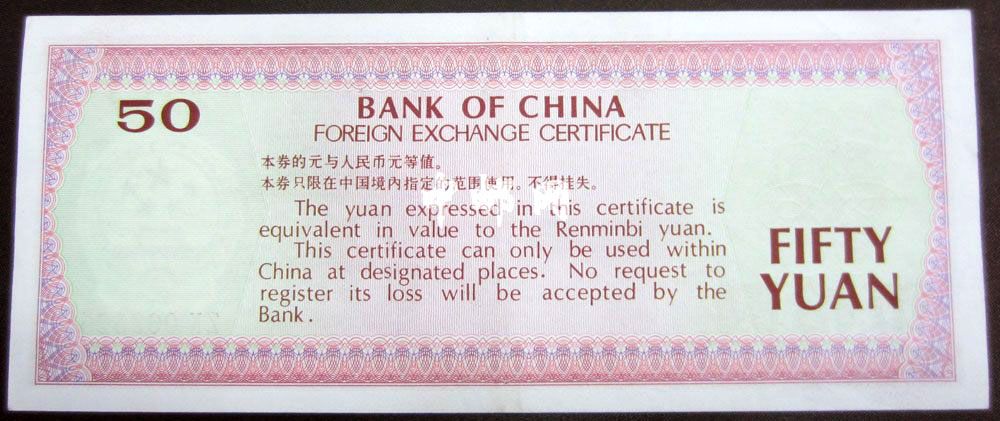 50
BANK OF CHINA
FOREIGN EXCHANGE CERTIFICATE
本券的元与人民币元等值。
本券只限在中国境内指定的范围使用。不得挂失。
The yuan expressed in this certificate is
equivalent in value to the Renminbi yuan.
This certificate can only be used within
China at designated places. No request to
register its loss will be accepted by the
Bank.
FIFTY
YUAN